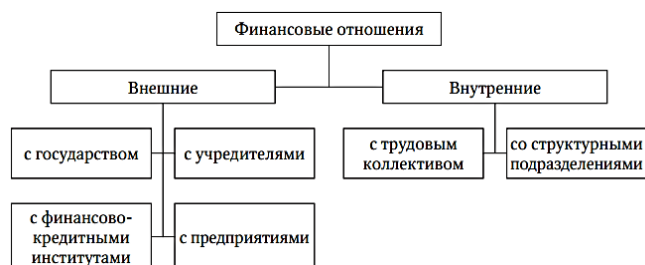 Финансовые отношения
Внешние
Внутренние
с государством
с учредителями
с трудовым
коллективом
со структурными
подразделениями
с финансово-
кредитными
институтами
с предприятиями